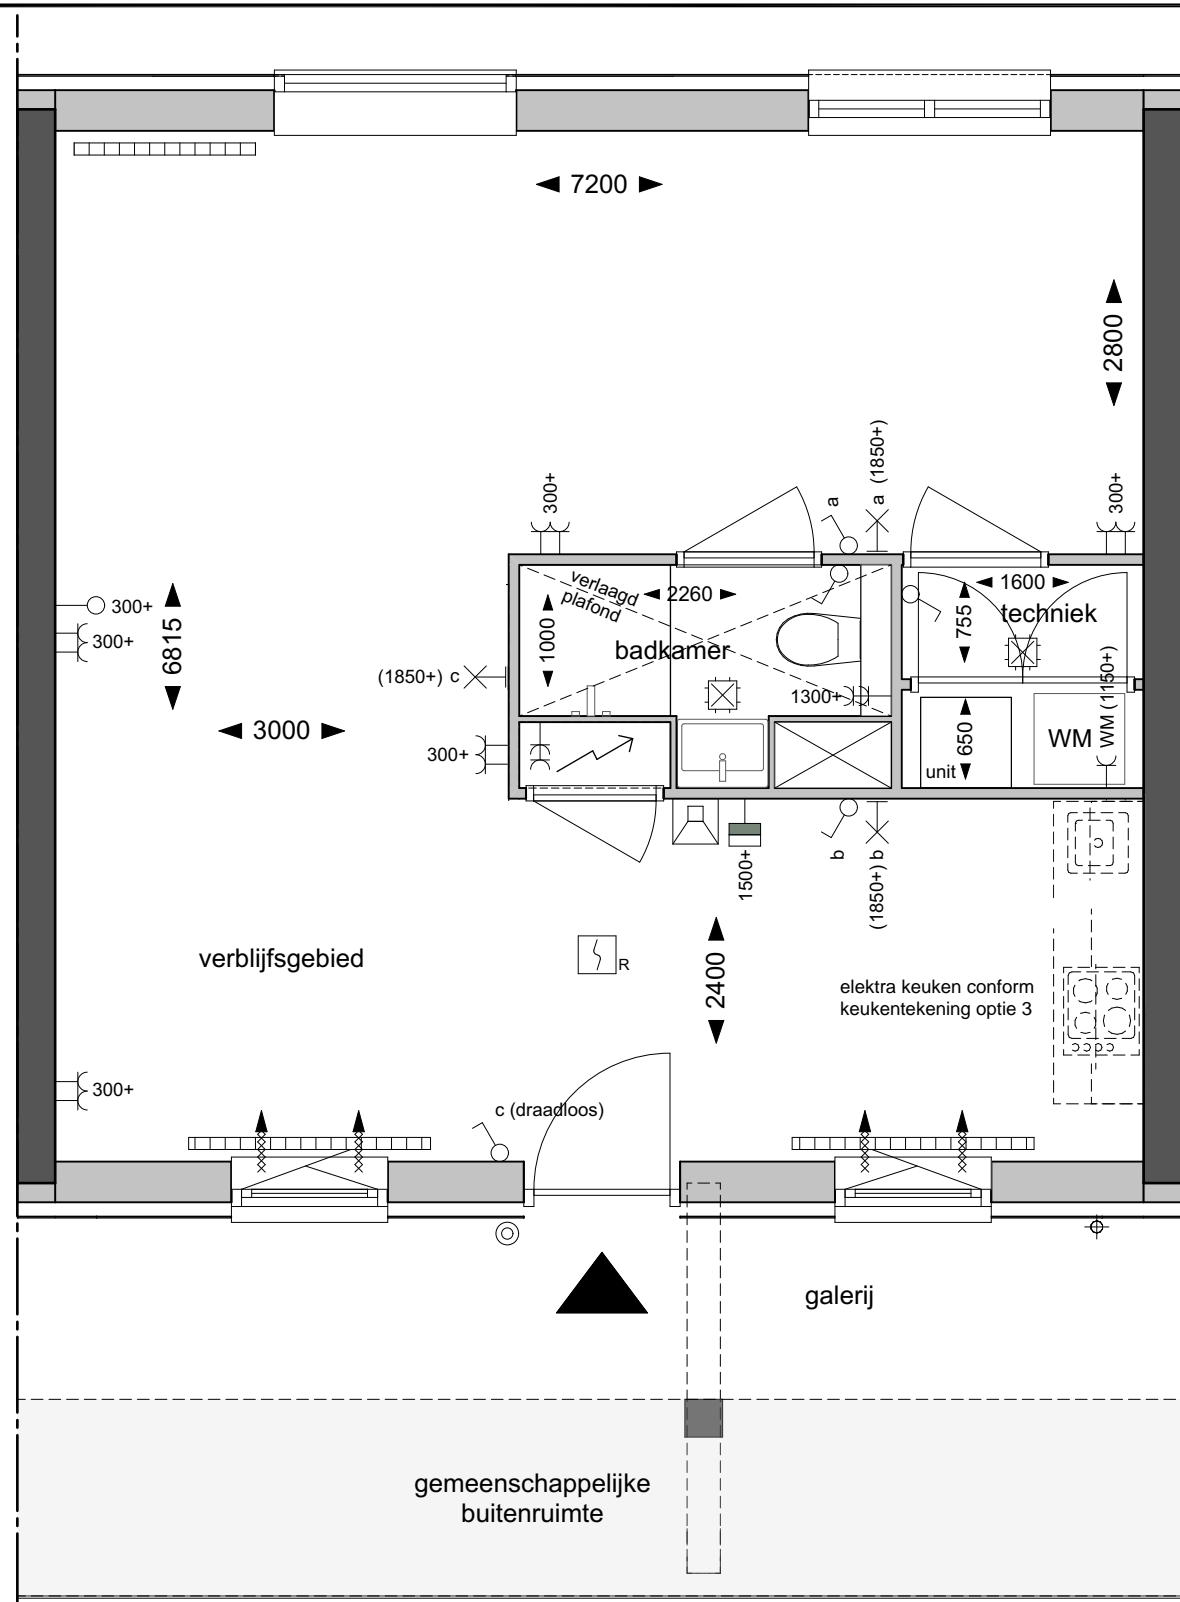 7200
2800
a (1850+)
a
300+
300+
verlaagd
plafond
2260
1600
755
techniek
300+
300+
6815
1000
badkamer
(1850+) c
1300+
WM (1150+)
3000
300+
650
WM
unit
1500+
b
(1850+) b
verblijfsgebied
R
2400
elektra keuken conform
keukentekening optie 3
300+
c (draadloos)
galerij
gemeenschappelijke
buitenruimte